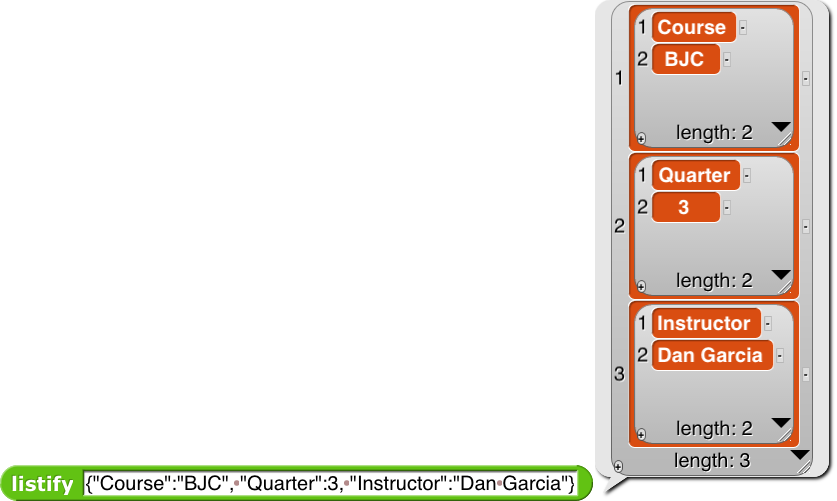 1
1 Course
2 BJC
length: 2
2
1 Quarter
2 3
length: 2
3
1 Instructor
2 Dan Garcia
length: 2
length: 3
listify {"Course":"BJC", "Quarter":3, "Instructor":"Dan Garcia"}